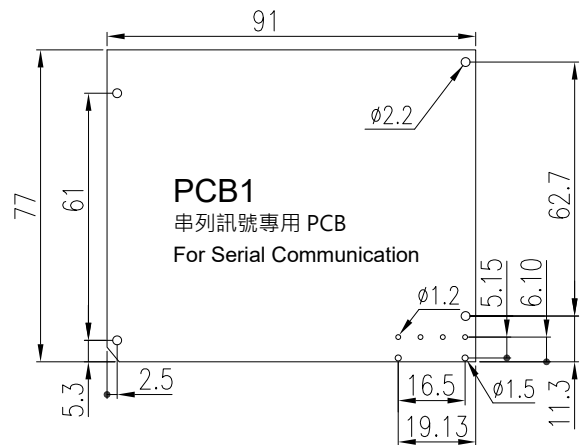 91
ø2.2
77
61
62.7
PCB1
串列訊號專用 PCB
For Serial Communication
ø1.2
5.15
6.10
5.3
2.5
16.5
ø1.5
11.3
19.13